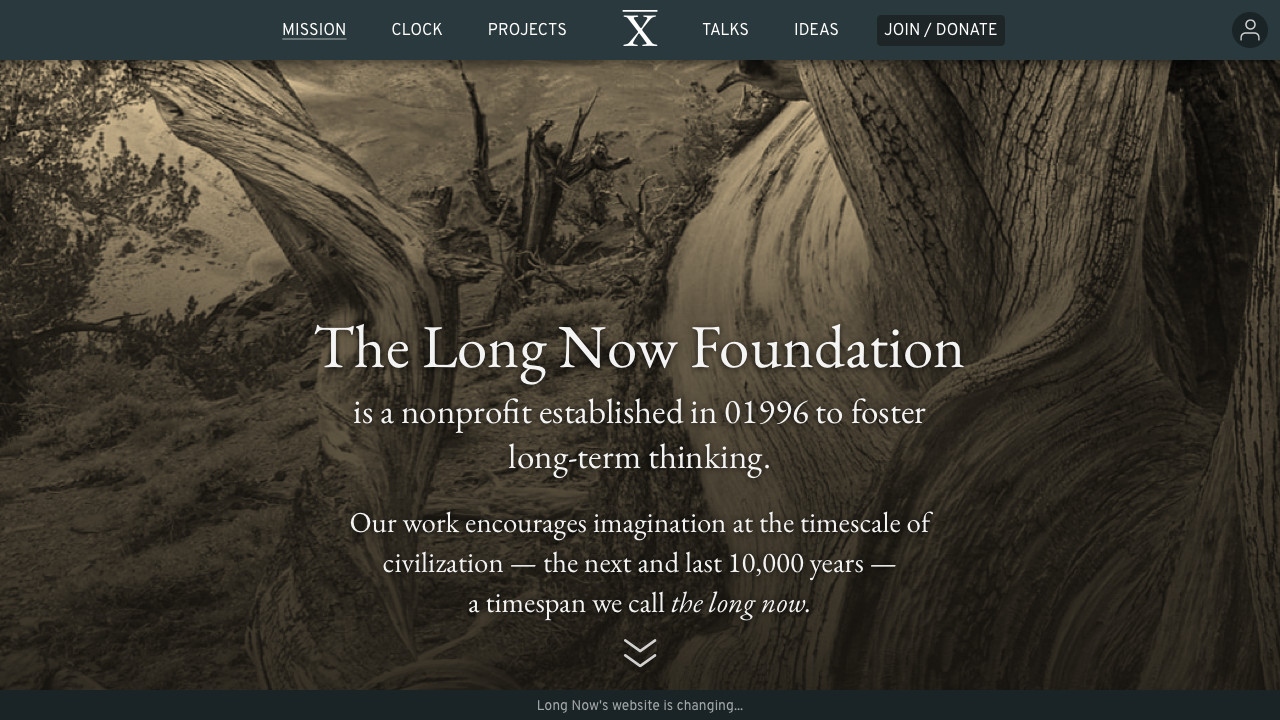 MISSION
CLOCK
PROJECTS
X
TALKS
IDEAS
JOIN / DONATE
The Long Now Foundation
is a nonprofit established in 01996 to foster
long-term thinking.
Our work encourages imagination at the timescale of
civilization — the next and last 10,000 years —
a timespan we call the long now.
Long Now's website is changing...